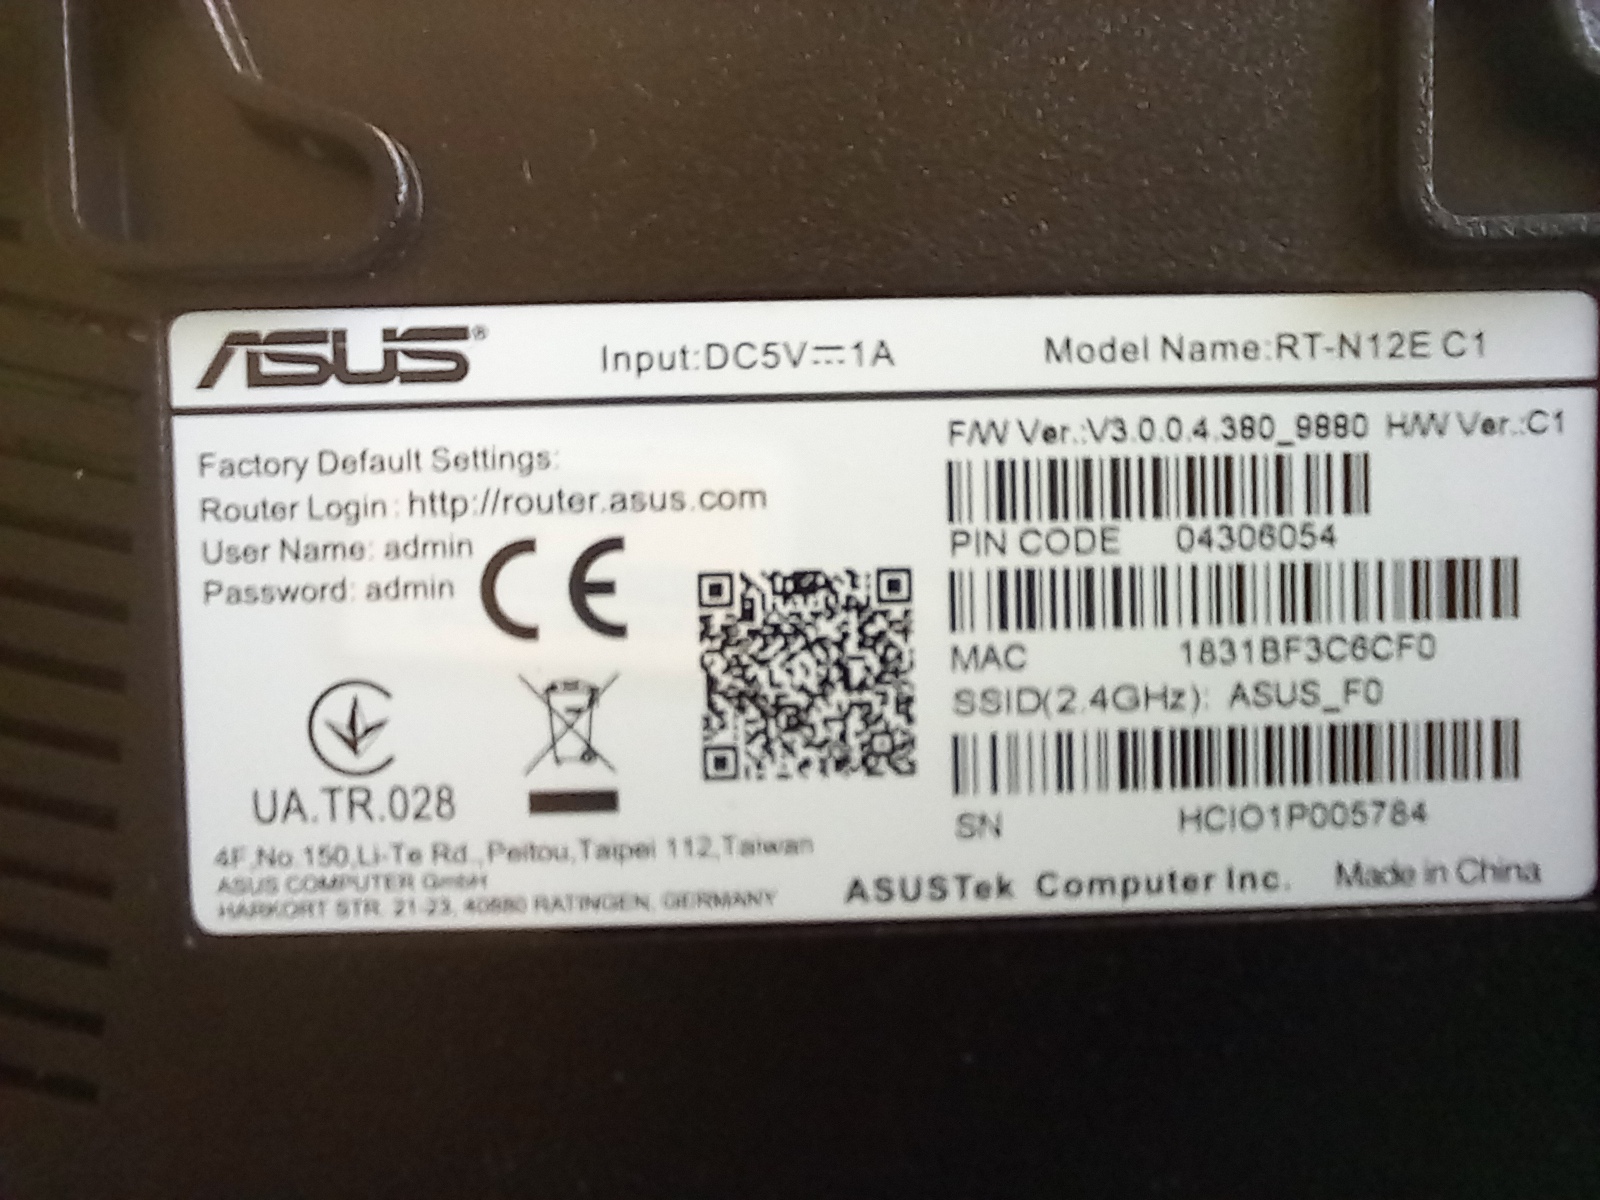 ASUS®
Input:DC5V⎓1A
Model Name:RT-N12E C1
F/W Ver.:V3.0.0.4.380_9880 H/W Ver.:C1
Factory Default Settings:
Router Login: http://router.asus.com
User Name: admin
Password: admin
CE
PIN CODE 04306054
MAC 1831BF3C6CF0
SSID(2.4GHz): ASUS_F0
UA.TR.028
SN HCIO1P005784
4F,No.150,Li-Te Rd.,Peitou,Taipei 112,Taiwan
ASUS COMPUTER GmbH
HARKORT STR. 21-23, 40880 RATINGEN, GERMANY
ASUSTek Computer Inc. Made in China